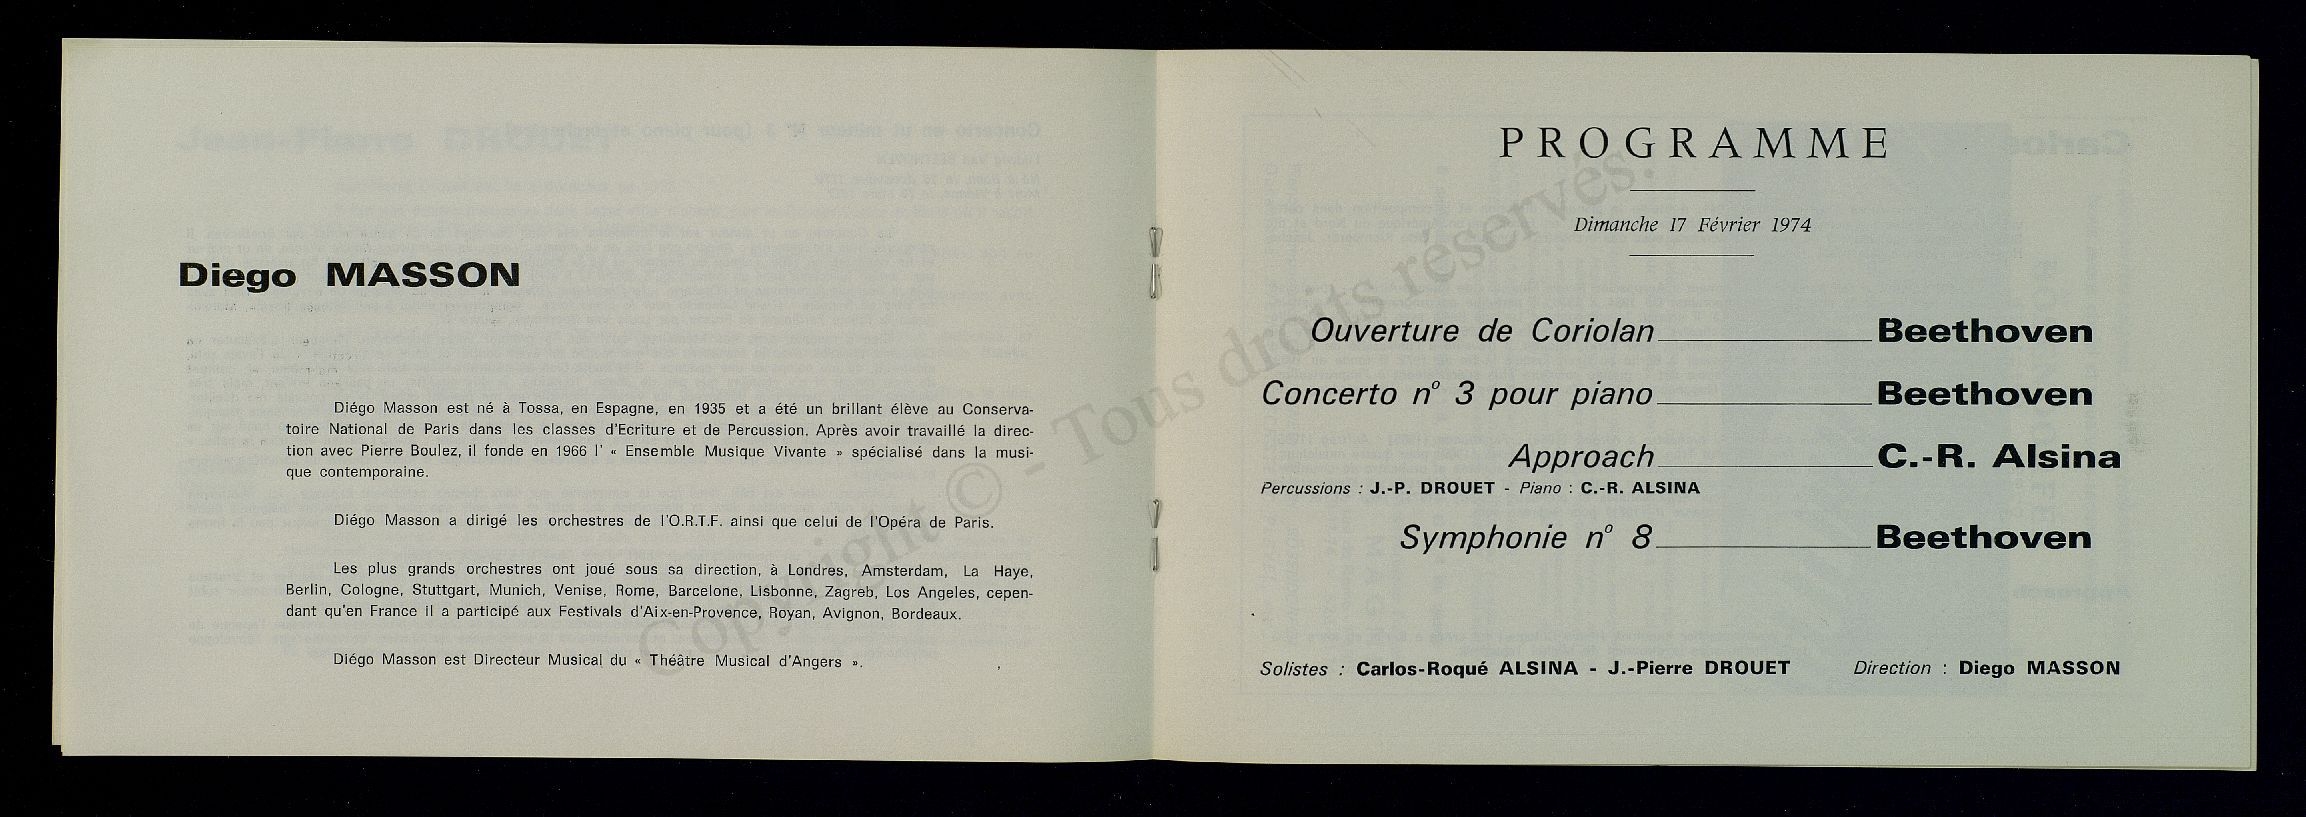 Diego MASSON
Diégo Masson est né à Tossa, en Espagne, en 1935 et a été un brillant élève au Conserva-
toire National de Paris dans les classes d'Ecriture et de Percussion. Après avoir travaillé la direc-
tion avec Pierre Boulez, il fonde en 1966 l' « Ensemble Musique Vivante » spécialisé dans la musi-
que contemporaine.
Diégo Masson a dirigé les orchestres de l'O.R.T.F. ainsi que celui de l'Opéra de Paris.
Les plus grands orchestres ont joué sous sa direction, à Londres, Amsterdam, La Haye,
Berlin, Cologne, Stuttgart, Munich, Venise, Rome, Barcelone, Lisbonne, Zagreb, Los Angeles, cepen-
dant qu'en France il a participé aux Festivals d'Aix-en-Provence, Royan, Avignon, Bordeaux.
Diégo Masson est Directeur Musical du « Théâtre Musical d'Angers ».
PROGRAMME
Dimanche 17 Février 1974
Ouverture de Coriolan Beethoven
Concerto n° 3 pour piano Beethoven
Approach C.-R. Alsina
Percussions : J.-P. DROUET - Piano : C.-R. ALSINA
Symphonie n° 8 Beethoven
Solistes : Carlos-Roqué ALSINA - J.-Pierre DROUET Direction : Diego MASSON
Copyright © - Tous droits réservés.